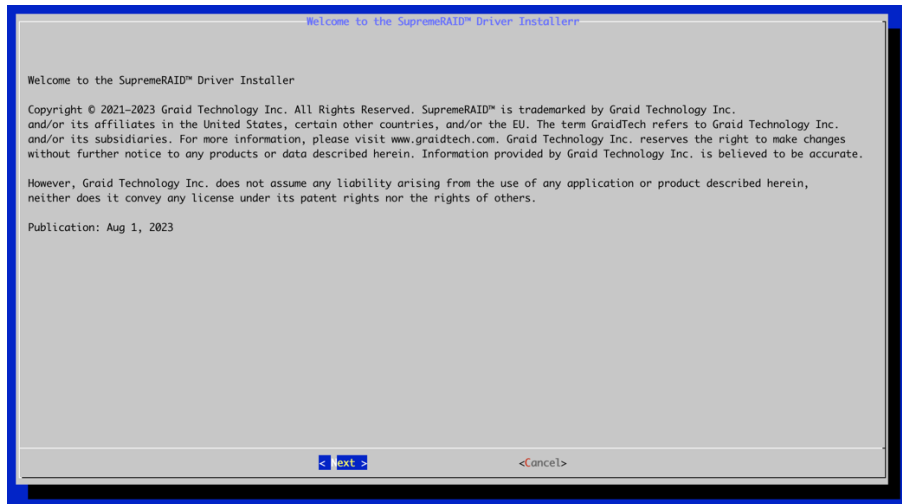 Welcome to the SupremeRAID™ Driver Installerr
Welcome to the SupremeRAID™ Driver Installer
Copyright © 2021–2023 Graid Technology Inc. All Rights Reserved. SupremeRAID™ is trademarked by Graid Technology Inc.
and/or its affiliates in the United States, certain other countries, and/or the EU. The term GraidTech refers to Graid Technology Inc.
and/or its subsidiaries. For more information, please visit www.graidtech.com. Graid Technology Inc. reserves the right to make changes
without further notice to any products or data described herein. Information provided by Graid Technology Inc. is believed to be accurate.
However, Graid Technology Inc. does not assume any liability arising from the use of any application or product described herein,
neither does it convey any license under its patent rights nor the rights of others.
Publication: Aug 1, 2023
< Next > <Cancel>